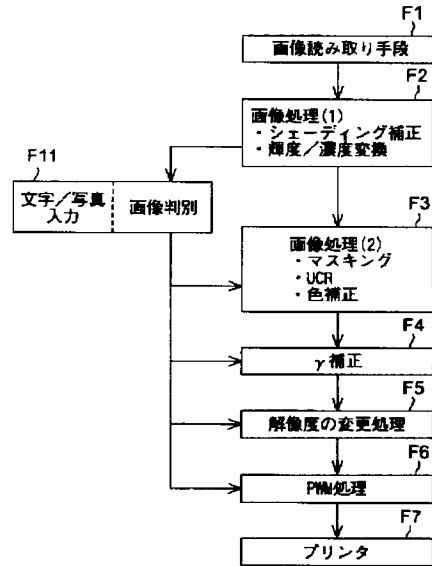 F1
画像読み取り手段
F2
画像処理(1)
・シェーディング補正
・輝度／濃度変換
F11
文字／写真
入力
画像判別
F3
画像処理(2)
・マスキング
・UCR
・色補正
F4
γ補正
F5
解像度の変更処理
F6
PWM処理
F7
プリンタ